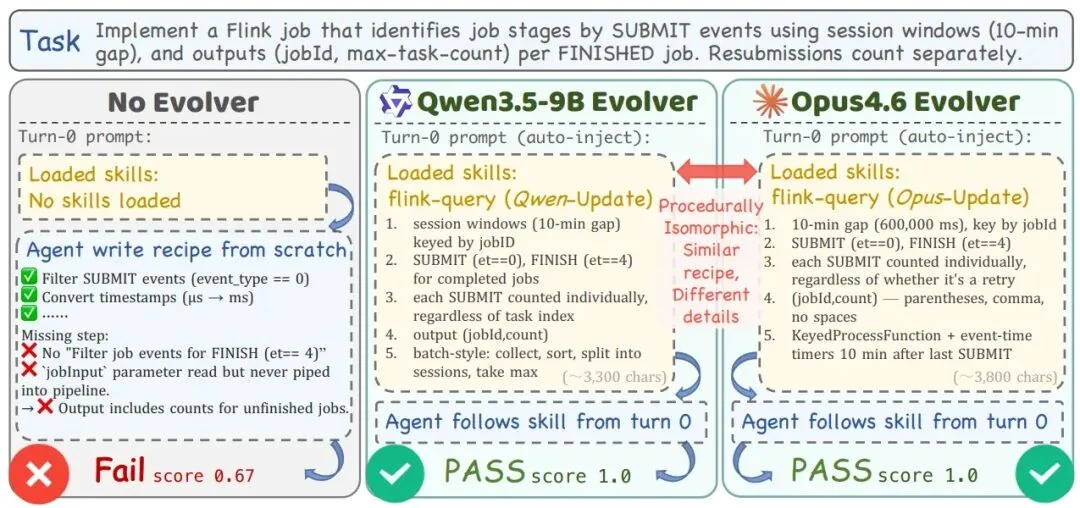 Task
Implement a Flink job that identifies job stages by SUBMIT events using session windows (10-min
gap), and outputs (jobId, max-task-count) per FINISHED job. Resubmissions count separately.
No Evolver
Turn-0 prompt:
Loaded skills:
No skills loaded
Agent write recipe from scratch
Filter SUBMIT events (event_type == 0)
Convert timestamps (μs → ms)
......
Missing step:
No "Filter job events for FINISH (et== 4)”
`jobInput` parameter read but never piped
into pipeline.
→ Output includes counts for unfinished jobs.
Fail score 0.67
Qwen3.5-9B Evolver
Turn-0 prompt (auto-inject):
Loaded skills:
flink-query (Qwen-Update)
1. session windows (10-min gap)
keyed by jobID
2. SUBMIT (et==0), FINISH (et==4)
for completed jobs
3. each SUBMIT counted individually,
regardless of task index
4. output (jobId,count)
5. batch-style: collect, sort, split into
sessions, take max
(~3,300 chars)
Agent follows skill from turn 0
PASS score 1.0
Procedurally
Isomorphic:
Similar
recipe,
Different
details
Opus4.6 Evolver
Turn-0 prompt (auto-inject):
Loaded skills:
flink-query (Opus-Update)
1. 10-min gap (600,000 ms), key by jobId
2. SUBMIT (et==0), FINISH (et==4)
3. each SUBMIT counted individually,
regardless of whether it's a retry
4. (jobId,count) — parentheses, comma,
no spaces
5. KeyedProcessFunction + event-time
timers 10 min after last SUBMIT
(~3,800 chars)
Agent follows skill from turn 0
PASS score 1.0